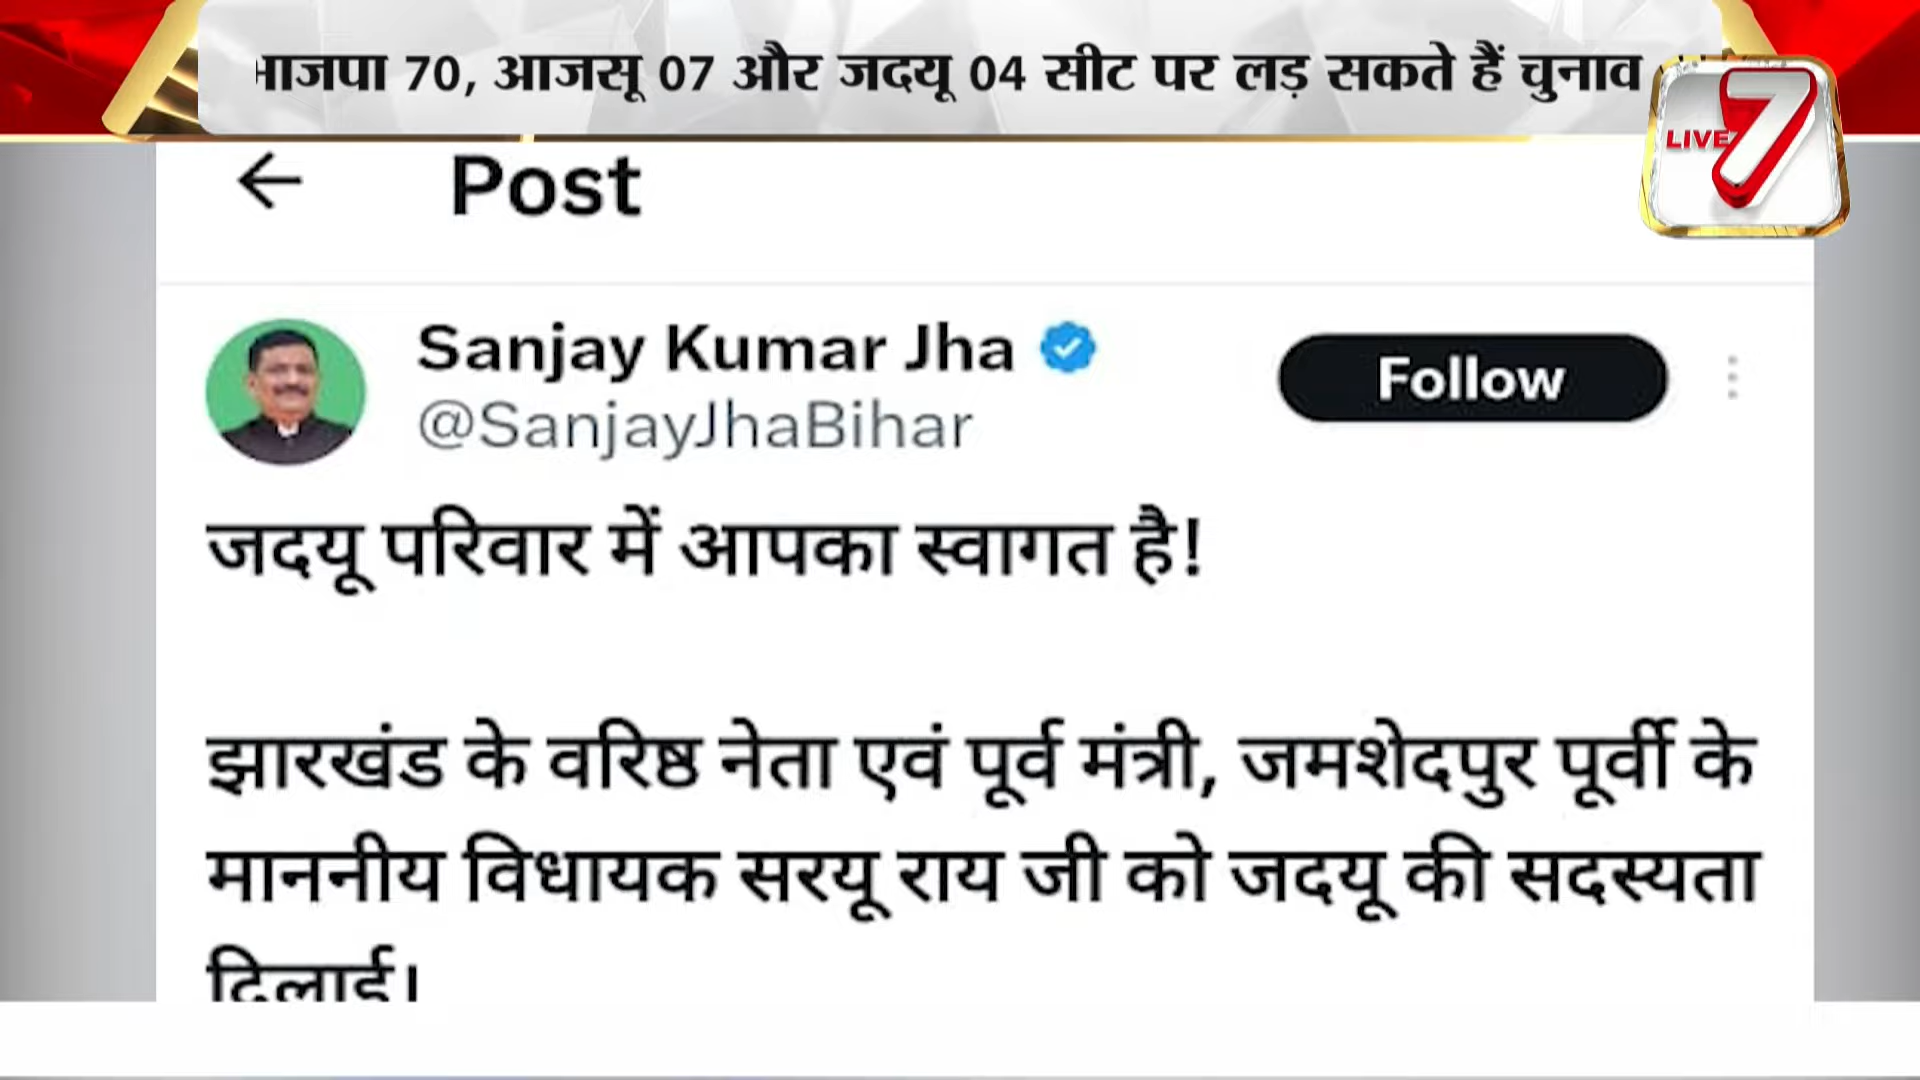 भाजपा 70, आजसू 07 और जदयू 04 सीट पर लड़ सकते हैं चुनाव
LIVE 7
Post
Sanjay Kumar Jha
Follow
@SanjayJhaBihar
जदयू परिवार में आपका स्वागत है!
झारखंड के वरिष्ठ नेता एवं पूर्व मंत्री, जमशेदपुर पूर्वी के
माननीय विधायक सरयू राय जी को जदयू की सदस्यता
दिलाई।